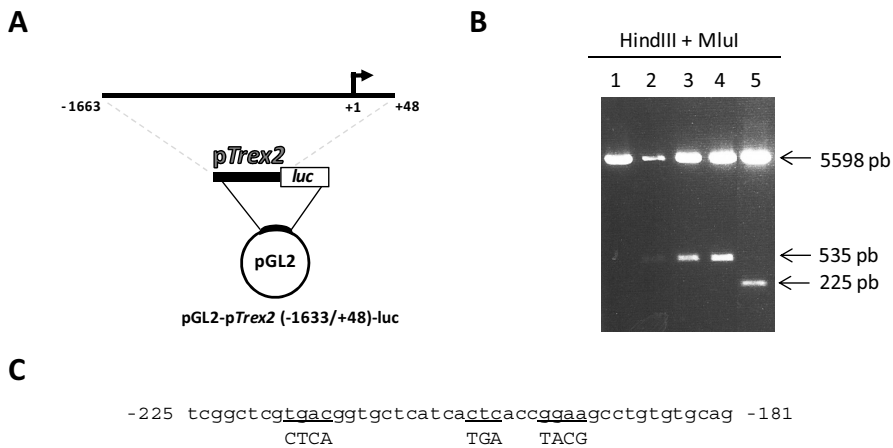 A
B
HindIII + MluI
1 2 3 4 5
-1663
+1
+48
pTrex2
luc
pGL2
pGL2-pTrex2 (-1633/+48)-luc
5598 pb
535 pb
225 pb
C
-225 tcggctcgtgacggtgctcatcactcaccggaagcctgtgtgcag -181
CTCA TGA TACG